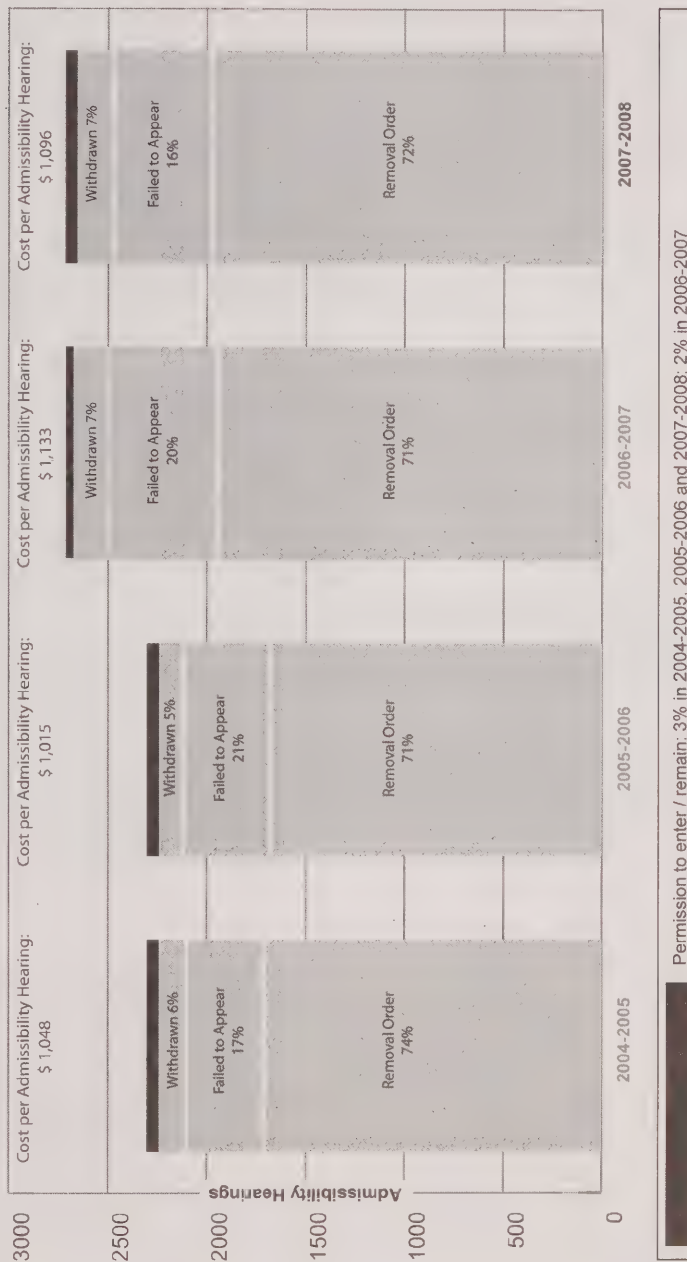 Cost per Admissibility Hearing:
$ 1,048
Cost per Admissibility Hearing:
$ 1,015
Cost per Admissibility Hearing:
$ 1,133
Cost per Admissibility Hearing:
$ 1,096
3000
2500
2000
1500
1000
500
0
Admissibility Hearings
Withdrawn 6%
Failed to Appear
17%
Removal Order
74%
Withdrawn 5%
Failed to Appear
21%
Removal Order
71%
Withdrawn 7%
Failed to Appear
20%
Removal Order
71%
Withdrawn 7%
Failed to Appear
16%
Removal Order
72%
2004-2005
2005-2006
2006-2007
2007-2008
Permission to enter / remain: 3% in 2004-2005, 2005-2006 and 2007-2008; 2% in 2006-2007